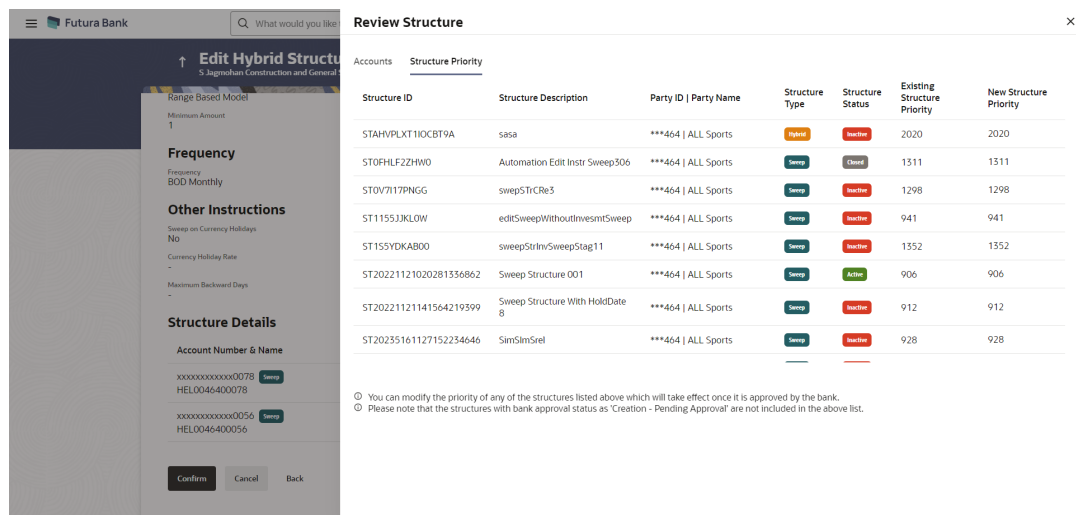 Futura Bank
What would you like t
Edit Hybrid Structu
S Jagmohan Construction and General S
Range Based Model
Minimum Amount
1
Frequency
Frequency
BOD Monthly
Other Instructions
Sweep on Currency Holidays
No
Currency Holiday Rate
-
Maximum Backward Days
-
Structure Details
Account Number & Name
xxxxxxxxxxxx0078 Sweep
HEL0046400078
xxxxxxxxxxxx0056 Sweep
HEL0046400056
Confirm Cancel Back
Review Structure
Accounts Structure Priority
Structure ID Structure Description Party ID | Party Name Structure Type Structure Status Existing Structure Priority New Structure Priority
STAHVPLXT1IOCBT9A sasa ***464 | ALL Sports Hybrid Inactive 2020 2020
ST0FHLF2ZHW0 Automation Edit Instr Sweep306 ***464 | ALL Sports Sweep Closed 1311 1311
ST0V7I17PNGG swepSTrCRe3 ***464 | ALL Sports Sweep Inactive 1298 1298
ST1155JJKL0W editSweepWithoutInvesmtSweep ***464 | ALL Sports Sweep Inactive 941 941
ST1S5YDKAB00 sweepStrInvSweepStag11 ***464 | ALL Sports Sweep Inactive 1352 1352
ST20221121020281336862 Sweep Structure 001 ***464 | ALL Sports Sweep Active 906 906
ST20221121141564219399 Sweep Structure With HoldDate 8 ***464 | ALL Sports Sweep Inactive 912 912
ST20235161127152234646 SimSImSrel ***464 | ALL Sports Sweep Inactive 928 928
You can modify the priority of any of the structures listed above which will take effect once it is approved by the bank.
Please note that the structures with bank approval status as 'Creation - Pending Approval' are not included in the above list.